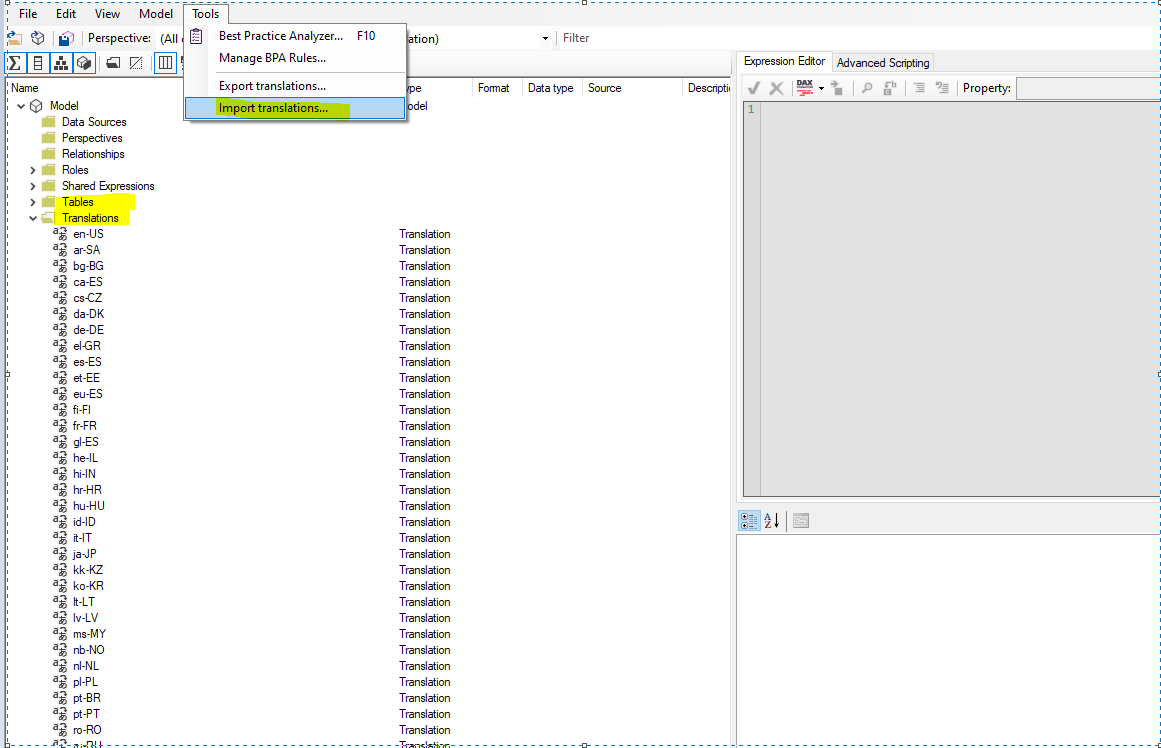 File Edit View Model Tools
Perspective: (All ation) Filter
Best Practice Analyzer... F10
Manage BPA Rules...
Export translations...
Import translations...
Expression Editor Advanced Scripting
DAX Property:
Name ype Format Data type Source Descripti
Model odel
1
Data Sources
Perspectives
Relationships
Roles
Shared Expressions
Tables
Translations
en-US Translation
ar-SA Translation
bg-BG Translation
ca-ES Translation
cs-CZ Translation
da-DK Translation
de-DE Translation
el-GR Translation
es-ES Translation
et-EE Translation
eu-ES Translation
fi-FI Translation
fr-FR Translation
gl-ES Translation
he-IL Translation
hi-IN Translation
hr-HR Translation
hu-HU Translation
id-ID Translation
it-IT Translation
ja-JP Translation
kk-KZ Translation
ko-KR Translation
lt-LT Translation
lv-LV Translation
ms-MY Translation
nb-NO Translation
nl-NL Translation
pl-PL Translation
pt-BR Translation
pt-PT Translation
ro-RO Translation
Translation